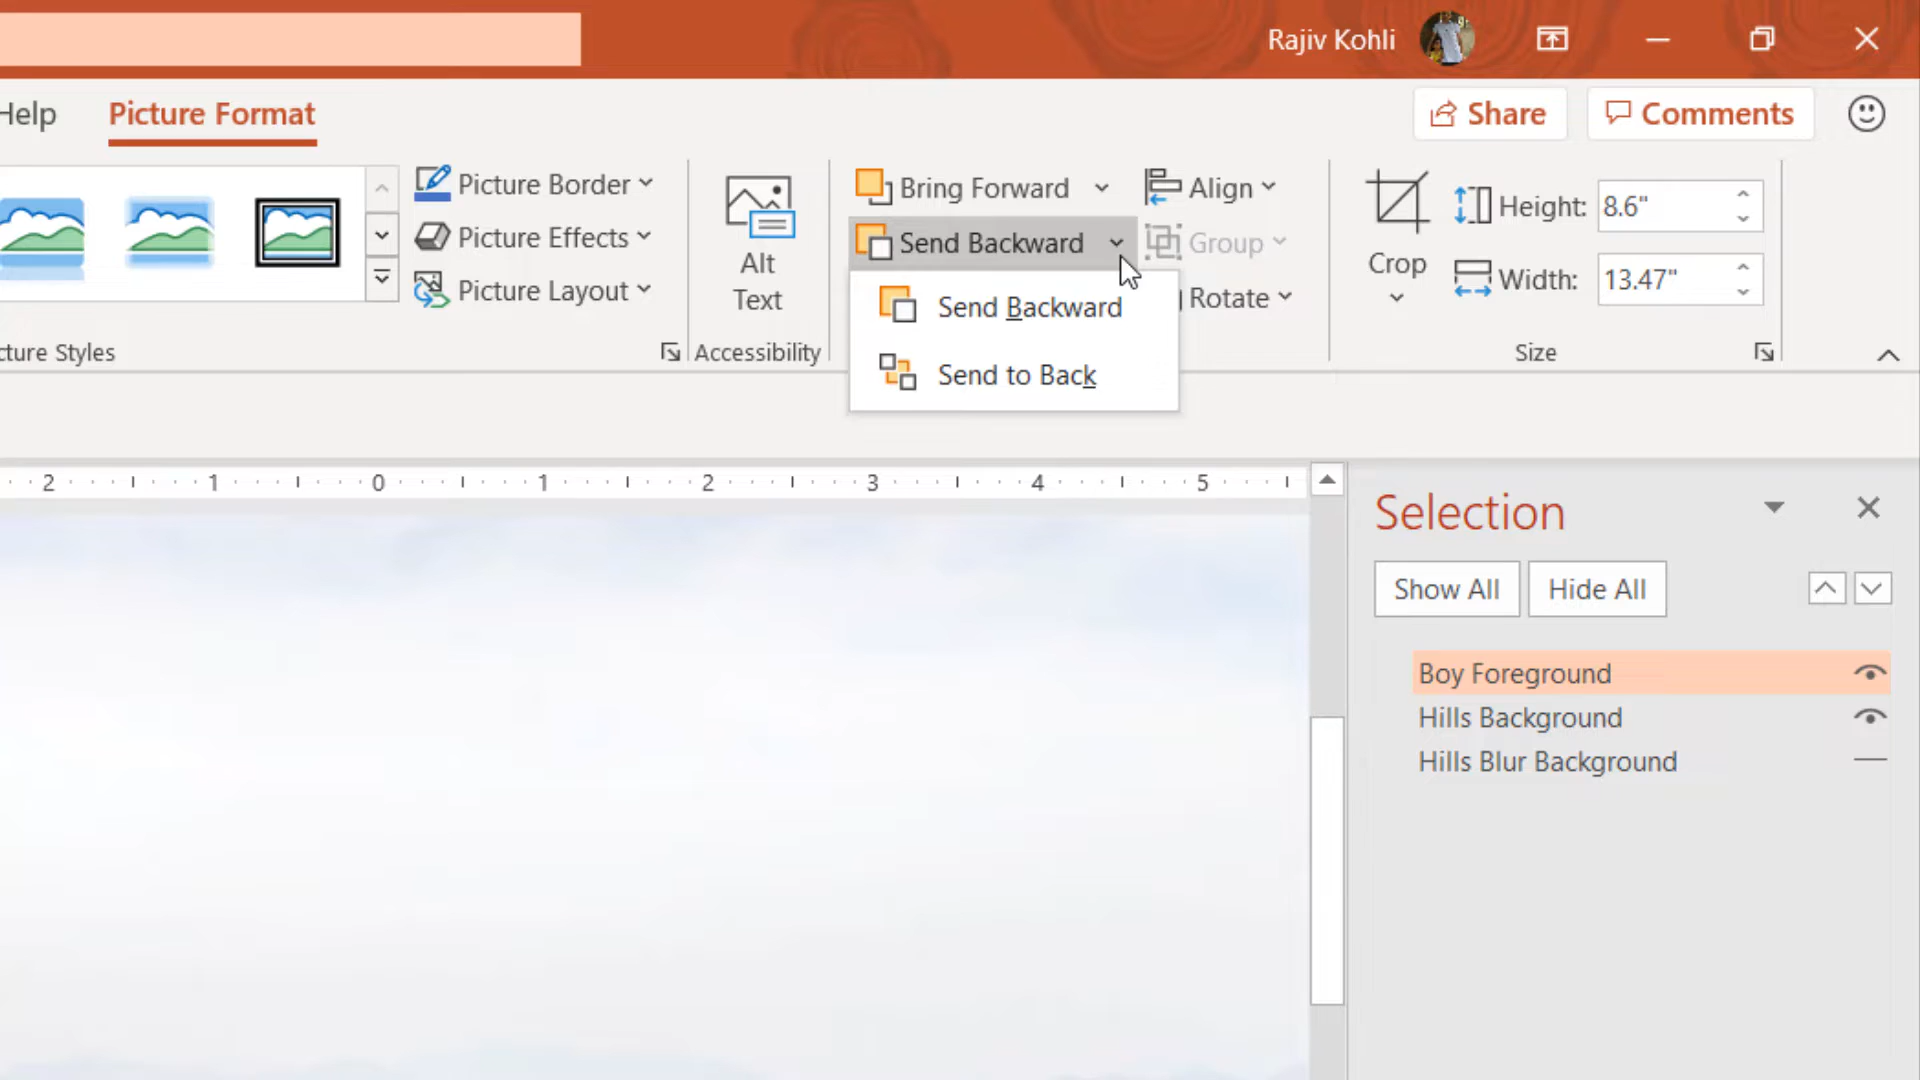 Rajiv Kohli
Help
Picture Format
Share
Comments
Picture Border
Picture Effects
Picture Layout
Alt
Text
Bring Forward
Align
Send Backward
Group
Rotate
Send Backward
Send to Back
Crop
Height:
8.6"
Width:
13.47"
cture Styles
Accessibility
Size
2 1 0 1 2 3 4 5
Selection
Show All
Hide All
Boy Foreground
Hills Background
Hills Blur Background